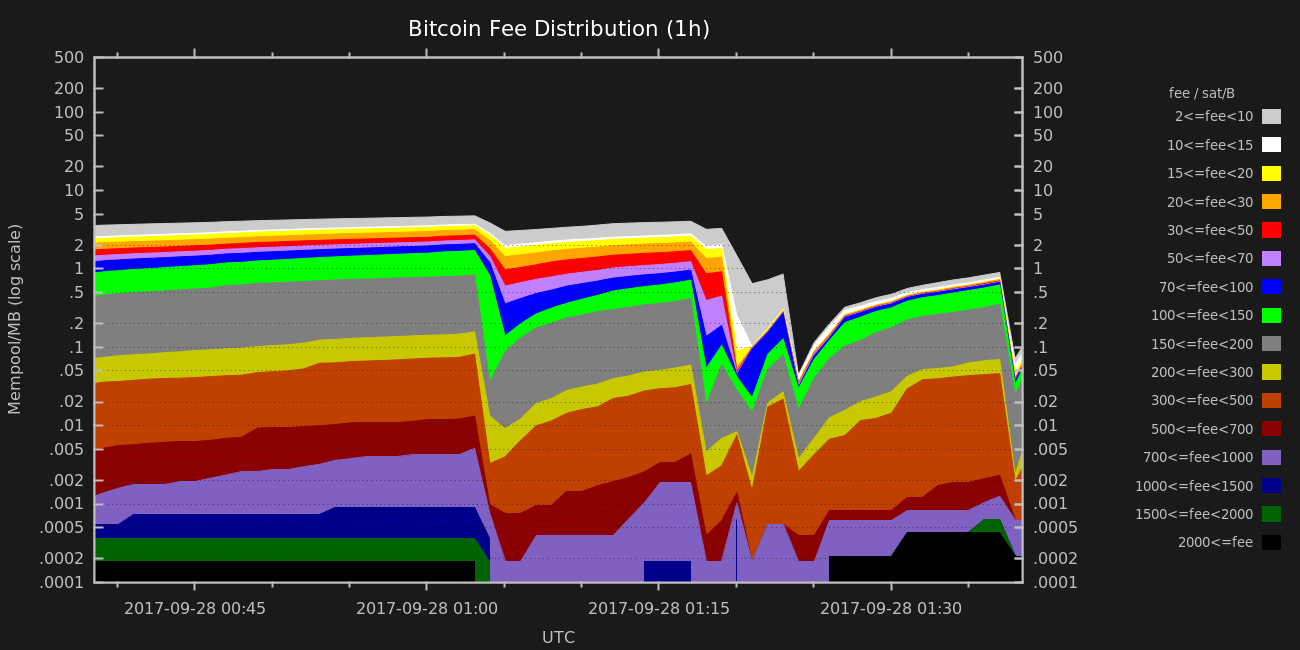 Bitcoin Fee Distribution (1h)
Mempool/MB (log scale)
500
200
100
50
20
10
5
2
1
.5
.2
.1
.05
.02
.01
.005
.002
.001
.0005
.0002
.0001
500
200
100
50
20
10
5
2
1
.5
.2
.1
.05
.02
.01
.005
.002
.001
.0005
.0002
.0001
fee / sat/B
2<=fee<10
10<=fee<15
15<=fee<20
20<=fee<30
30<=fee<50
50<=fee<70
70<=fee<100
100<=fee<150
150<=fee<200
200<=fee<300
300<=fee<500
500<=fee<700
700<=fee<1000
1000<=fee<1500
1500<=fee<2000
2000<=fee
2017-09-28 00:45
2017-09-28 01:00
2017-09-28 01:15
2017-09-28 01:30
UTC